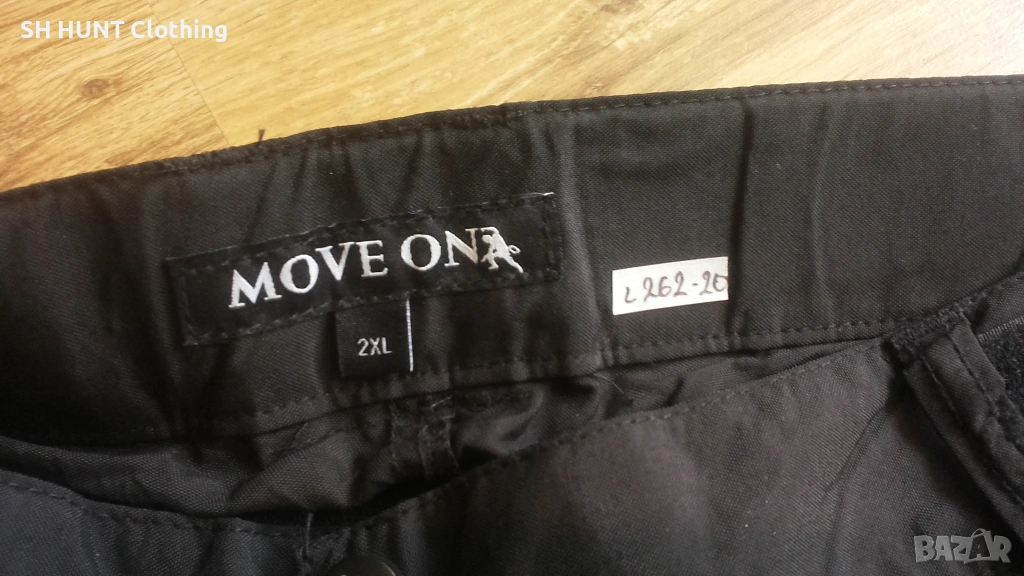 SH HUNT Clothing
MOVE ON
2XL
L262-20
BAZAR